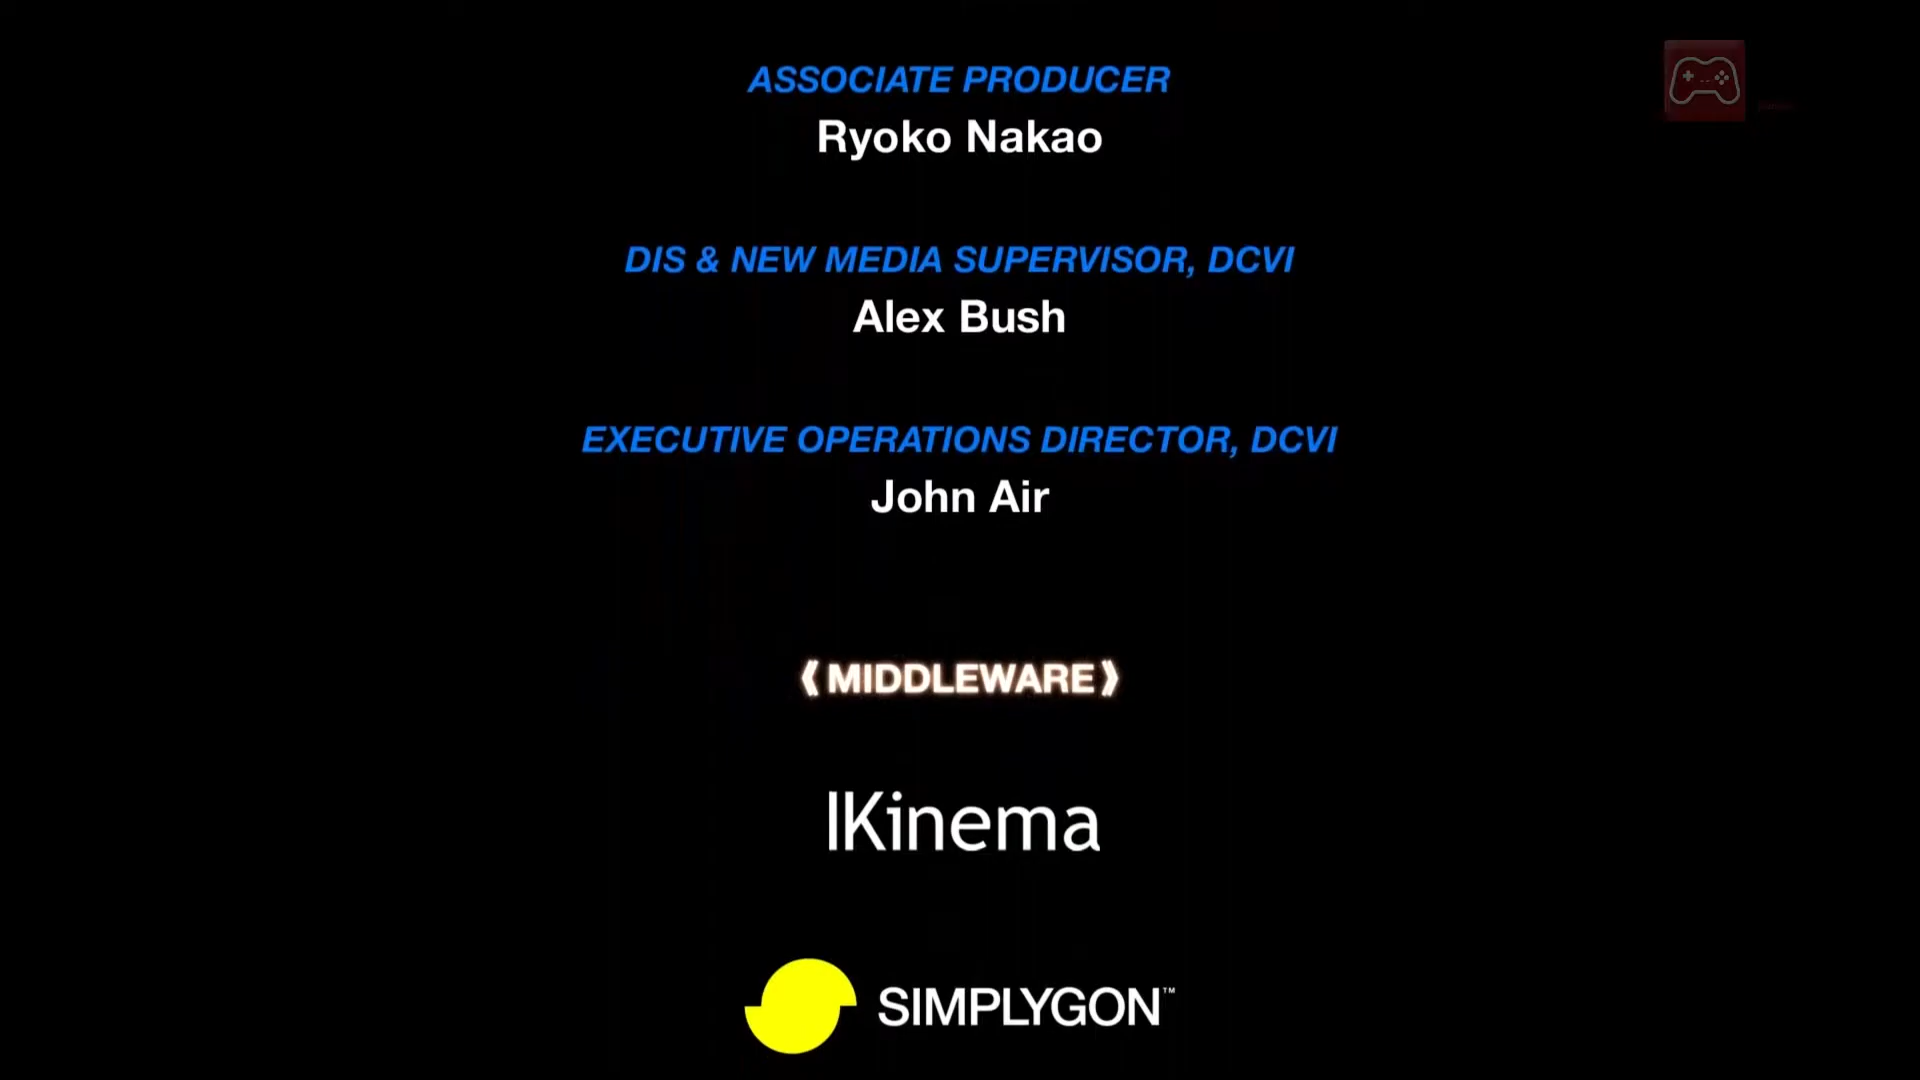 ASSOCIATE PRODUCER
Ryoko Nakao
DIS & NEW MEDIA SUPERVISOR, DCVI
Alex Bush
EXECUTIVE OPERATIONS DIRECTOR, DCVI
John Air
《MIDDLEWARE》
IKinema
SIMPLYGON™